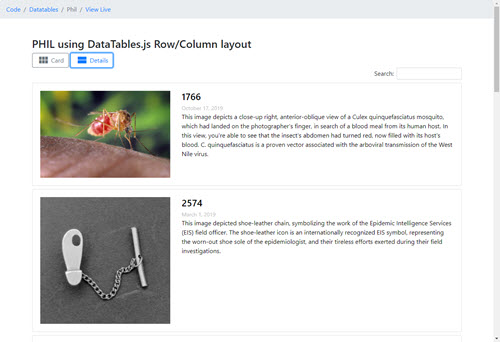 Code / Datatables / Phil / View Live
PHIL using DataTables.js Row/Column layout
Card Details
Search:
1766
October 17, 2019
This image depicts a close-up right, anterior-oblique view of a Culex quinquefasciatus mosquito,
which had landed on the photographer's finger, in search of a blood meal from its human host. In
this view, you're able to see that the insect's abdomen had turned red, now filled with its host's
blood. C. quinquefasciatus is a proven vector associated with the arboviral transmission of the West
Nile virus.
2574
March 1, 2019
This image depicted shoe-leather chain, symbolizing the work of the Epidemic Intelligence Services
(EIS) field officer. The shoe-leather icon is an internationally recognized EIS symbol, representing
the worn-out shoe sole of the epidemiologist, and their tireless efforts exerted during their field
investigations.